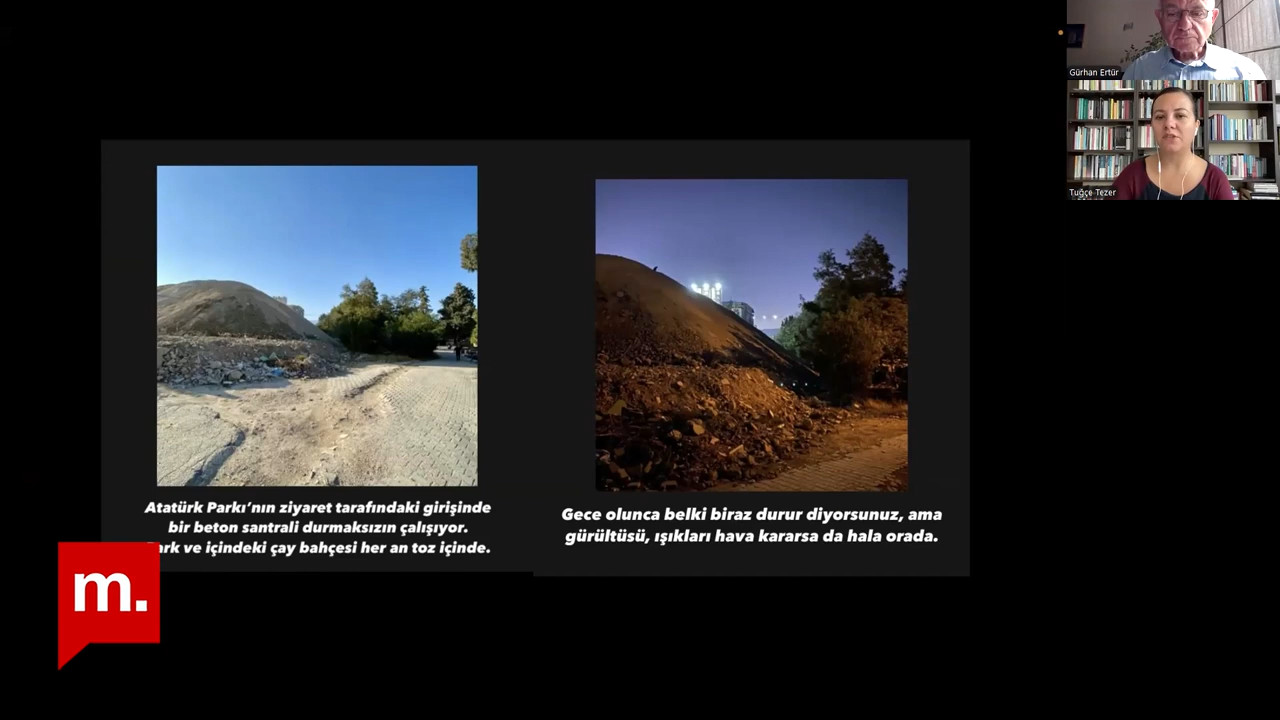 Gürhan Ertür
Tuğçe Tezer
Atatürk Parkı'nın ziyaret tarafındaki girişinde
bir beton santrali durmaksızın çalışıyor.
ark ve içindeki çay bahçesi her an toz içinde.
Gece olunca belki biraz durur diyorsunuz, ama
gürültüsü, ışıkları hava kararsa da hala orada.
m.